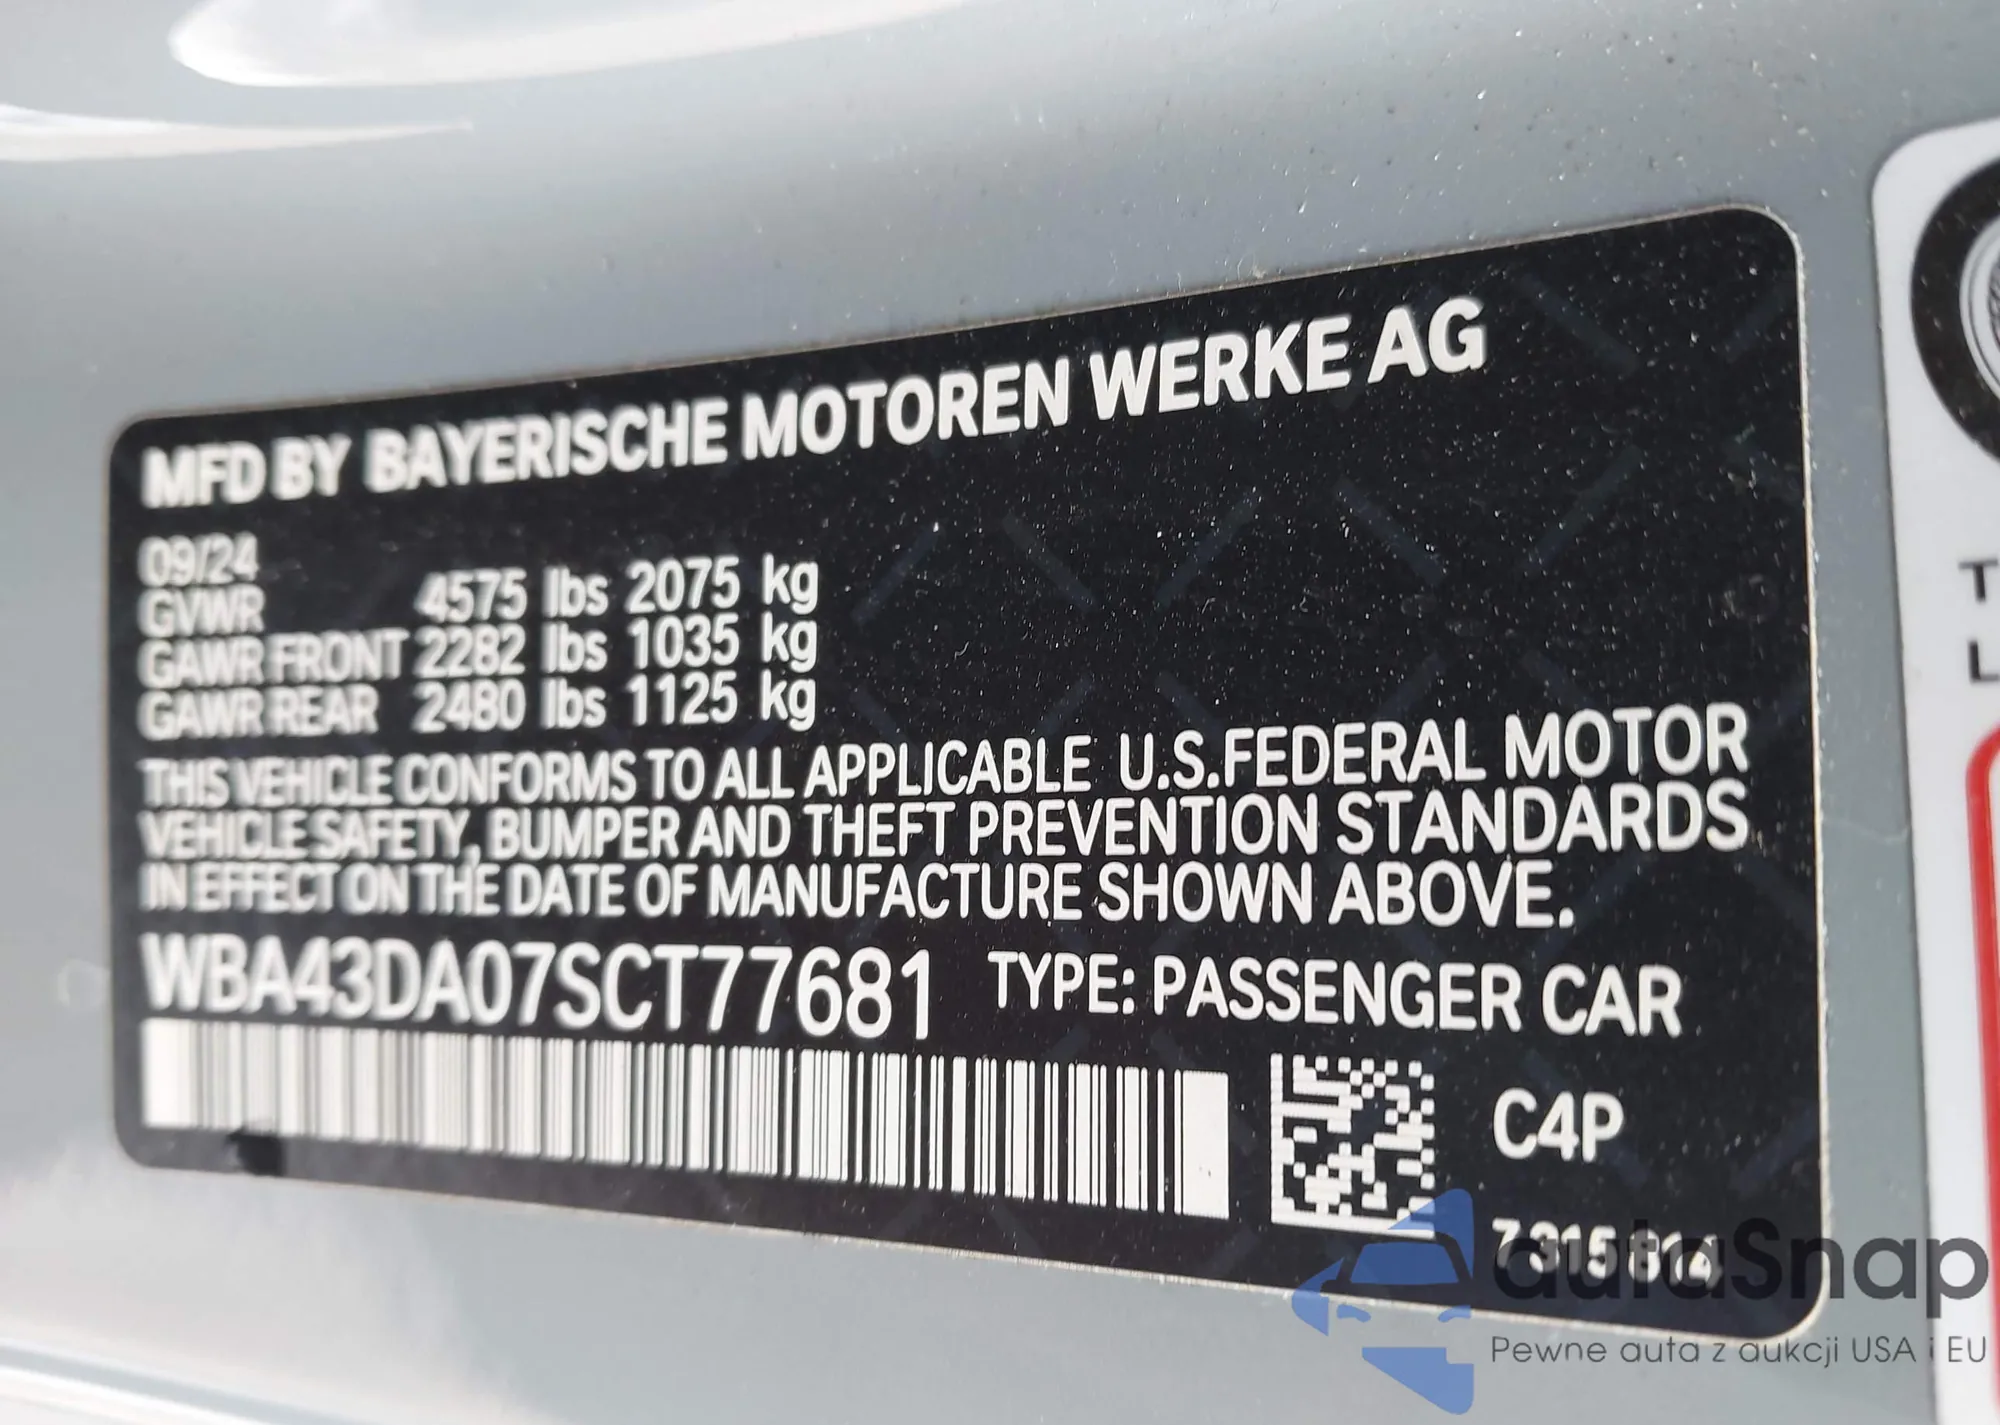 MFD BY BAYERISCHE MOTOREN WERKE AG
09/24
GVWR 4575 lbs 2075 kg
GAWR FRONT 2282 lbs 1035 kg
GAWR REAR 2480 lbs 1125 kg
THIS VEHICLE CONFORMS TO ALL APPLICABLE U.S.FEDERAL MOTOR
VEHICLE SAFETY, BUMPER AND THEFT PREVENTION STANDARDS
IN EFFECT ON THE DATE OF MANUFACTURE SHOWN ABOVE.
WBA43DA07SCT77681 TYPE: PASSENGER CAR
C4P
7315814
autaSnap
Pewne auta z aukcji USA i EU
T
L